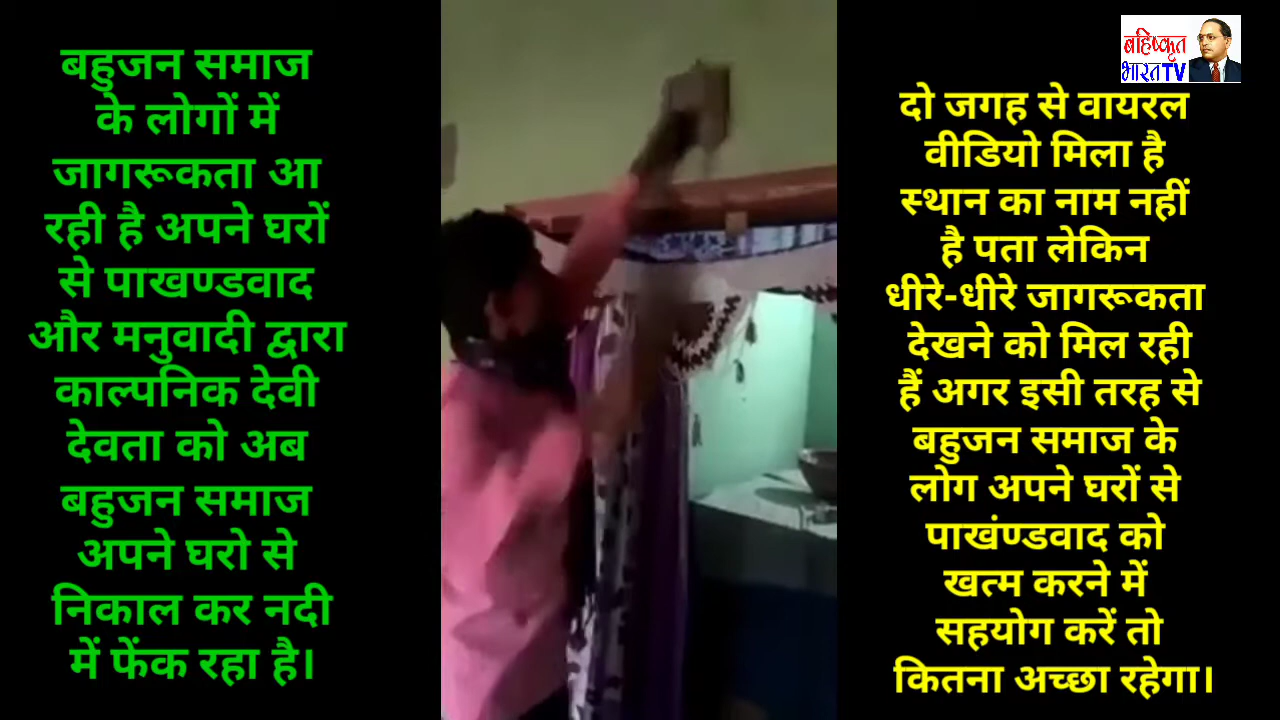 बहुजन समाज
के लोगों में
जागरूकता आ
रही है अपने घरों
से पाखण्डवाद
और मनुवादी द्वारा
काल्पनिक देवी
देवता को अब
बहुजन समाज
अपने घरो से
निकाल कर नदी
में फेंक रहा है।
बहिष्कृत
भारत TV
दो जगह से वायरल
वीडियो मिला है
स्थान का नाम नहीं
है पता लेकिन
धीरे-धीरे जागरूकता
देखने को मिल रही
हैं अगर इसी तरह से
बहुजन समाज के
लोग अपने घरों से
पाखंण्डवाद को
खत्म करने में
सहयोग करें तो
कितना अच्छा रहेगा।